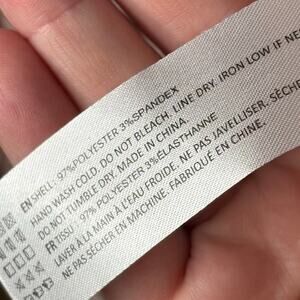 EN SHELL: 97%POLYESTER 3%SPANDEX
HAND WASH COLD. DO NOT BLEACH. LINE DRY. IRON LOW IF NE
DO NOT TUMBLE DRY. MADE IN CHINA.
FR TISSU : 97% POLYESTER 3%ELASTHANNE
LAVER À LA MAIN À L'EAU FROIDE. NE PAS JAVELLISER. SÉCHE
NE PAS SÉCHER EN MACHINE. FABRIQUÉ EN CHINE.